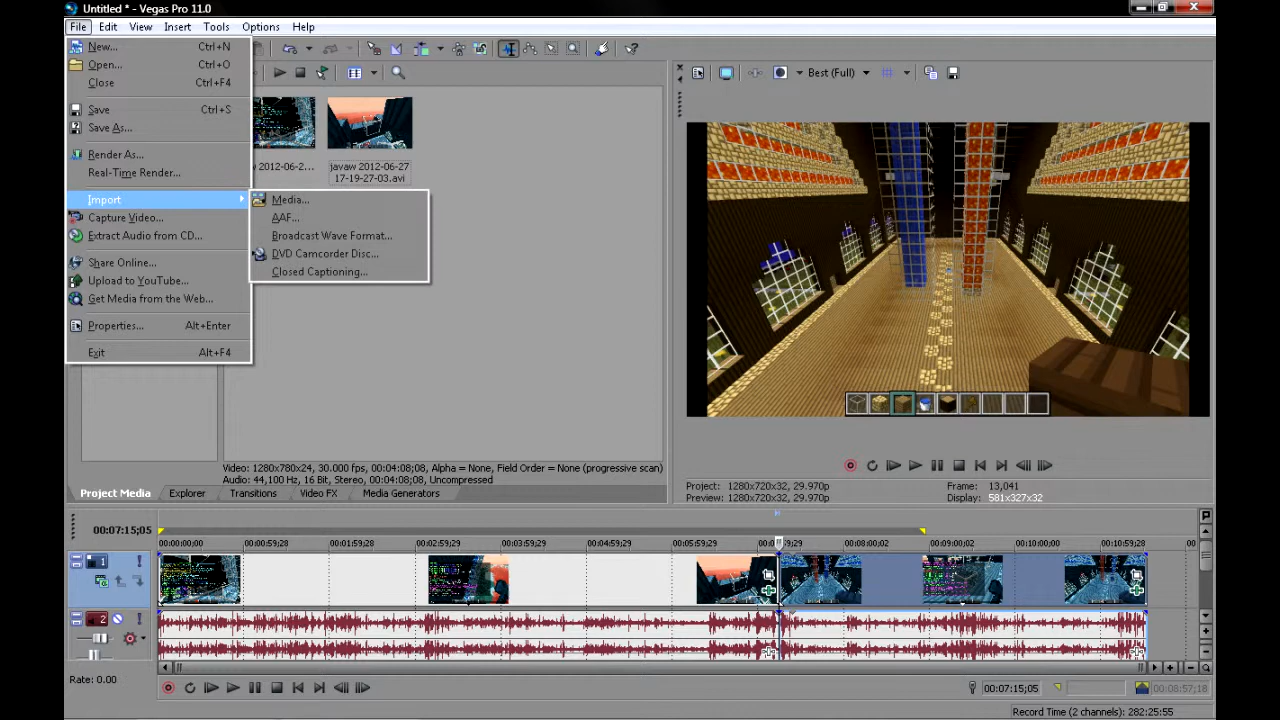 Untitled * - Vegas Pro 11.0
File Edit View Insert Tools Options Help
New... Ctrl+N
Open... Ctrl+O
Close Ctrl+F4
Save Ctrl+S
Save As...
Render As...
Real-Time Render...
Import
Capture Video...
Extract Audio from CD...
Share Online...
Upload to YouTube...
Get Media from the Web...
Properties... Alt+Enter
Exit Alt+F4
Media...
AAF...
Broadcast Wave Format...
DVD Camcorder Disc...
Closed Captioning...
Best (Full)
javaw 2012-06-27
17-19-27-03.avi
Video: 1280x780x24, 30.000 fps, 00:04:08;08, Alpha = None, Field Order = None (progressive scan)
Audio: 44,100 Hz, 16 Bit, Stereo, 00:04:08;08, Uncompressed
Project Media Explorer Transitions Video FX Media Generators
Project: 1280x720x32, 29.970p Frame: 13,041
Preview: 1280x720x32, 29.970p Display: 581x327x32
00:07:15;05
00:00:00;00 00:00:59;28 00:01:59;28 00:02:59;29 00:03:59;29 00:04:59;29 00:05:59;29 00:08:00;02 00:09:00;02 00:10:00;00 00:10:59;28 00
1
2
Rate: 0.00
00:07:15;05 00:08:57;18
Record Time (2 channels): 282:25:55